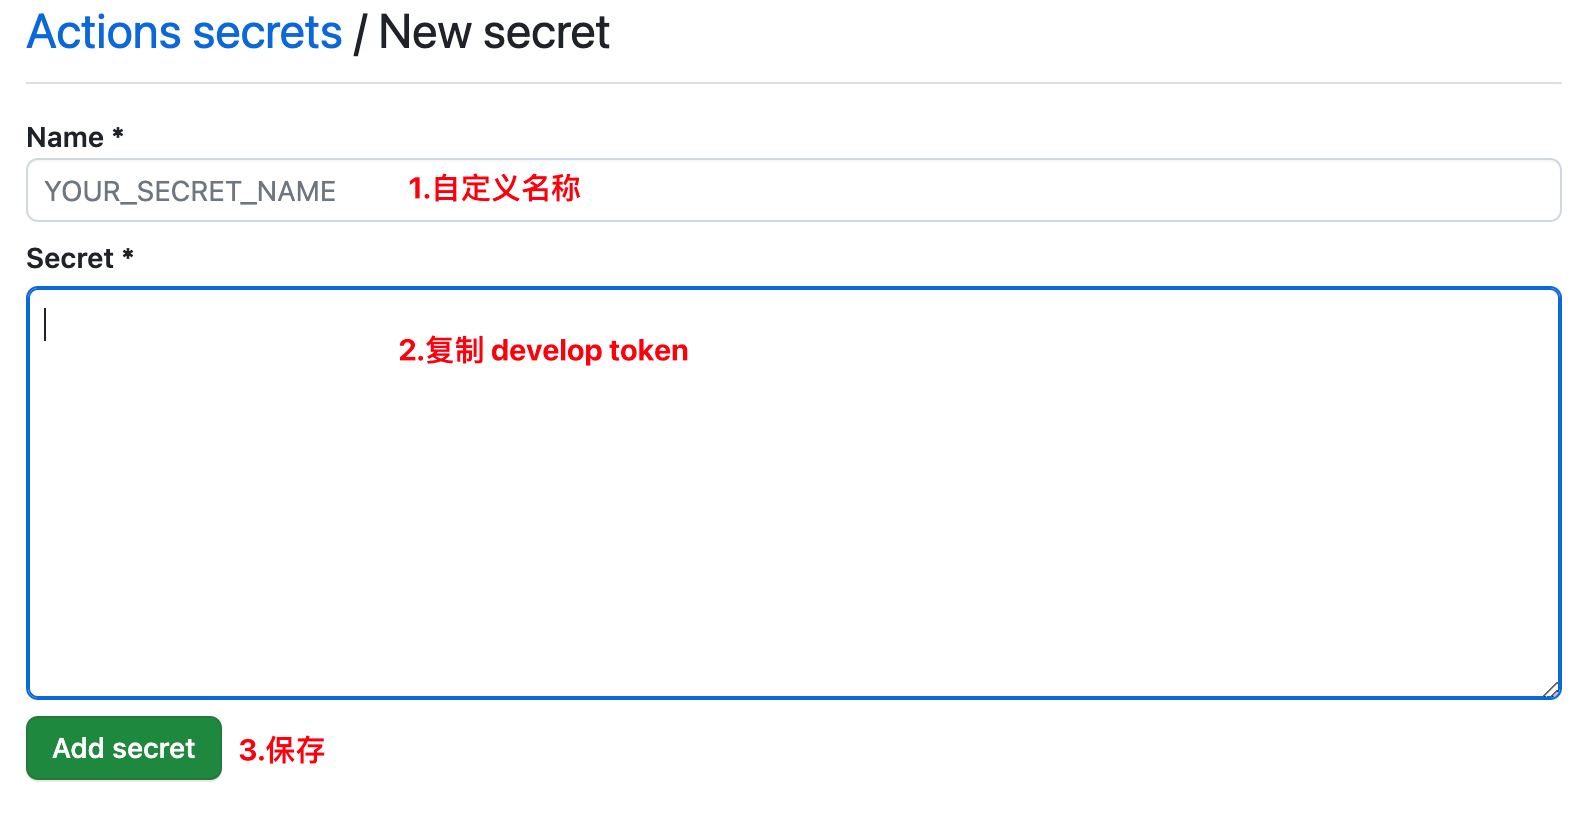 Actions secrets / New secret
Name *
YOUR_SECRET_NAME 1.自定义名称
Secret *
2.复制 develop token
Add secret 3.保存